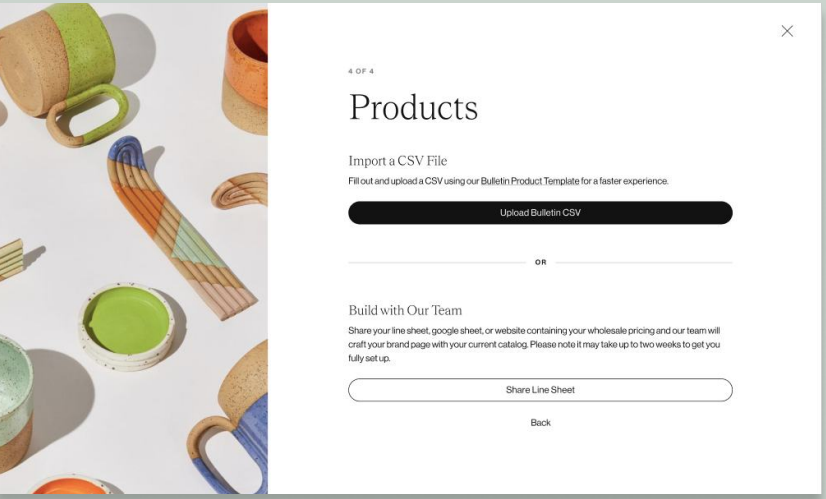 4 OF 4
Products
Import a CSV File
Fill out and upload a CSV using our Bulletin Product Template for a faster experience.
Upload Bulletin CSV
OR
Build with Our Team
Share your line sheet, google sheet, or website containing your wholesale pricing and our team will
craft your brand page with your current catalog. Please note it may take up to two weeks to get you
fully set up.
Share Line Sheet
Back